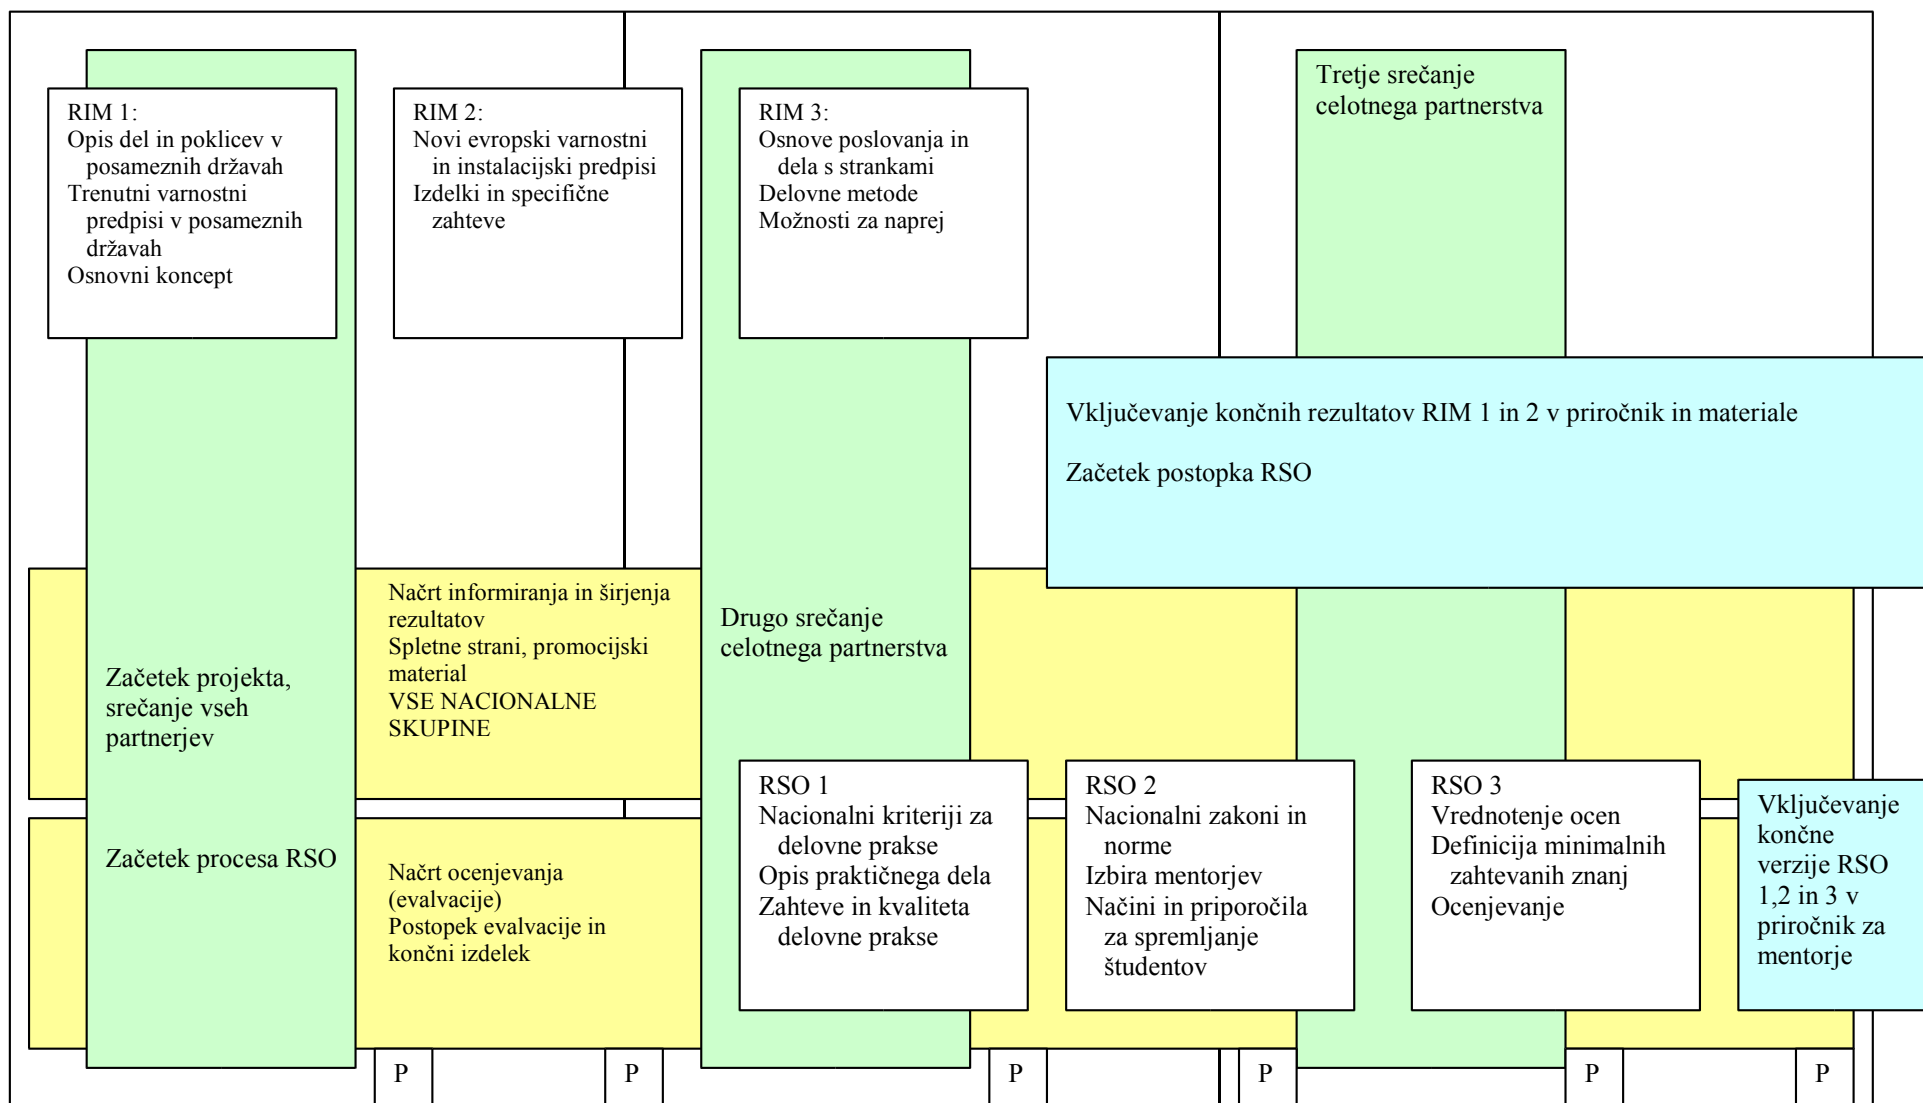 RIM 1:
Opis del in poklicev v
posameznih državah
Trenutni varnostni
predpisi v posameznih
državah
Osnovni koncept
RIM 2:
Novi evropski varnostni
in instalacijski predpisi
Izdelki in specifične
zahteve
RIM 3:
Osnove poslovanja in
dela s strankami
Delovne metode
Možnosti za naprej
Tretje srečanje
celotnega partnerstva
Vključevanje končnih rezultatov RIM 1 in 2 v priročnik in materiale
Začetek postopka RSO
Začetek projekta,
srečanje vseh
partnerjev
Začetek procesa RSO
Načrt informiranja in širjenja
rezultatov
Spletne strani, promocijski
material
VSE NACIONALNE
SKUPINE
Načrt ocenjevanja
(evalvacije)
Postopek evalvacije in
končni izdelek
Drugo srečanje
celotnega partnerstva
RSO 1
Nacionalni kriteriji za
delovne prakse
Opis praktičnega dela
Zahteve in kvaliteta
delovne prakse
RSO 2
Nacionalni zakoni in
norme
Izbira mentorjev
Načini in priporočila
za spremljanje
študentov
RSO 3
Vrednotenje ocen
Definicija minimalnih
zahtevanih znanj
Ocenjevanje
Vključevanje
končne
verzije RSO
1,2 in 3 v
priročnik za
mentorje
P
P
P
P
P
P